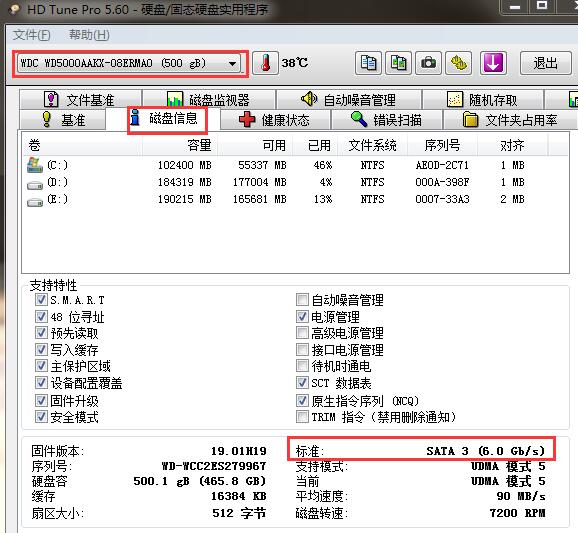 HD Tune Pro 5.60 - 硬盘/固态硬盘实用程序
文件(F) 帮助(H)
WDC WD5000AAKX-08ERMA0 (500 gB) 38℃ 退出
文件基准 磁盘监视器 自动噪音管理 随机存取
基准 磁盘信息 健康状态 错误扫描 文件夹占用率
卷 容量 可用 已用 文件系统 序列号 对齐
(C:) 102400 MB 55337 MB 46% NTFS AE0D-2C71 1 MB
(D:) 184319 MB 177004 MB 4% NTFS 000A-398F 1 MB
(E:) 190215 MB 165681 MB 13% NTFS 0007-33A3 2 MB
支持特性
S.M.A.R.T 自动噪音管理
48 位寻址 电源管理
预先读取 高级电源管理
写入缓存 接口电源管理
主保护区域 待机时通电
设备配置覆盖 SCT 数据表
固件升级 原生指令序列 (NCQ)
安全模式 TRIM 指令（禁用删除通知）
固件版本: 19.01H19 标准: SATA 3 (6.0 Gb/s)
序列号: WD-WCC2ES279967 支持模式: UDMA 模式 5
硬盘容 500.1 gB (465.8 GB) 当前 UDMA 模式 5
缓存 16384 KB 平均速度: 90 MB/s
扇区大小: 512 字节 磁盘转速: 7200 RPM